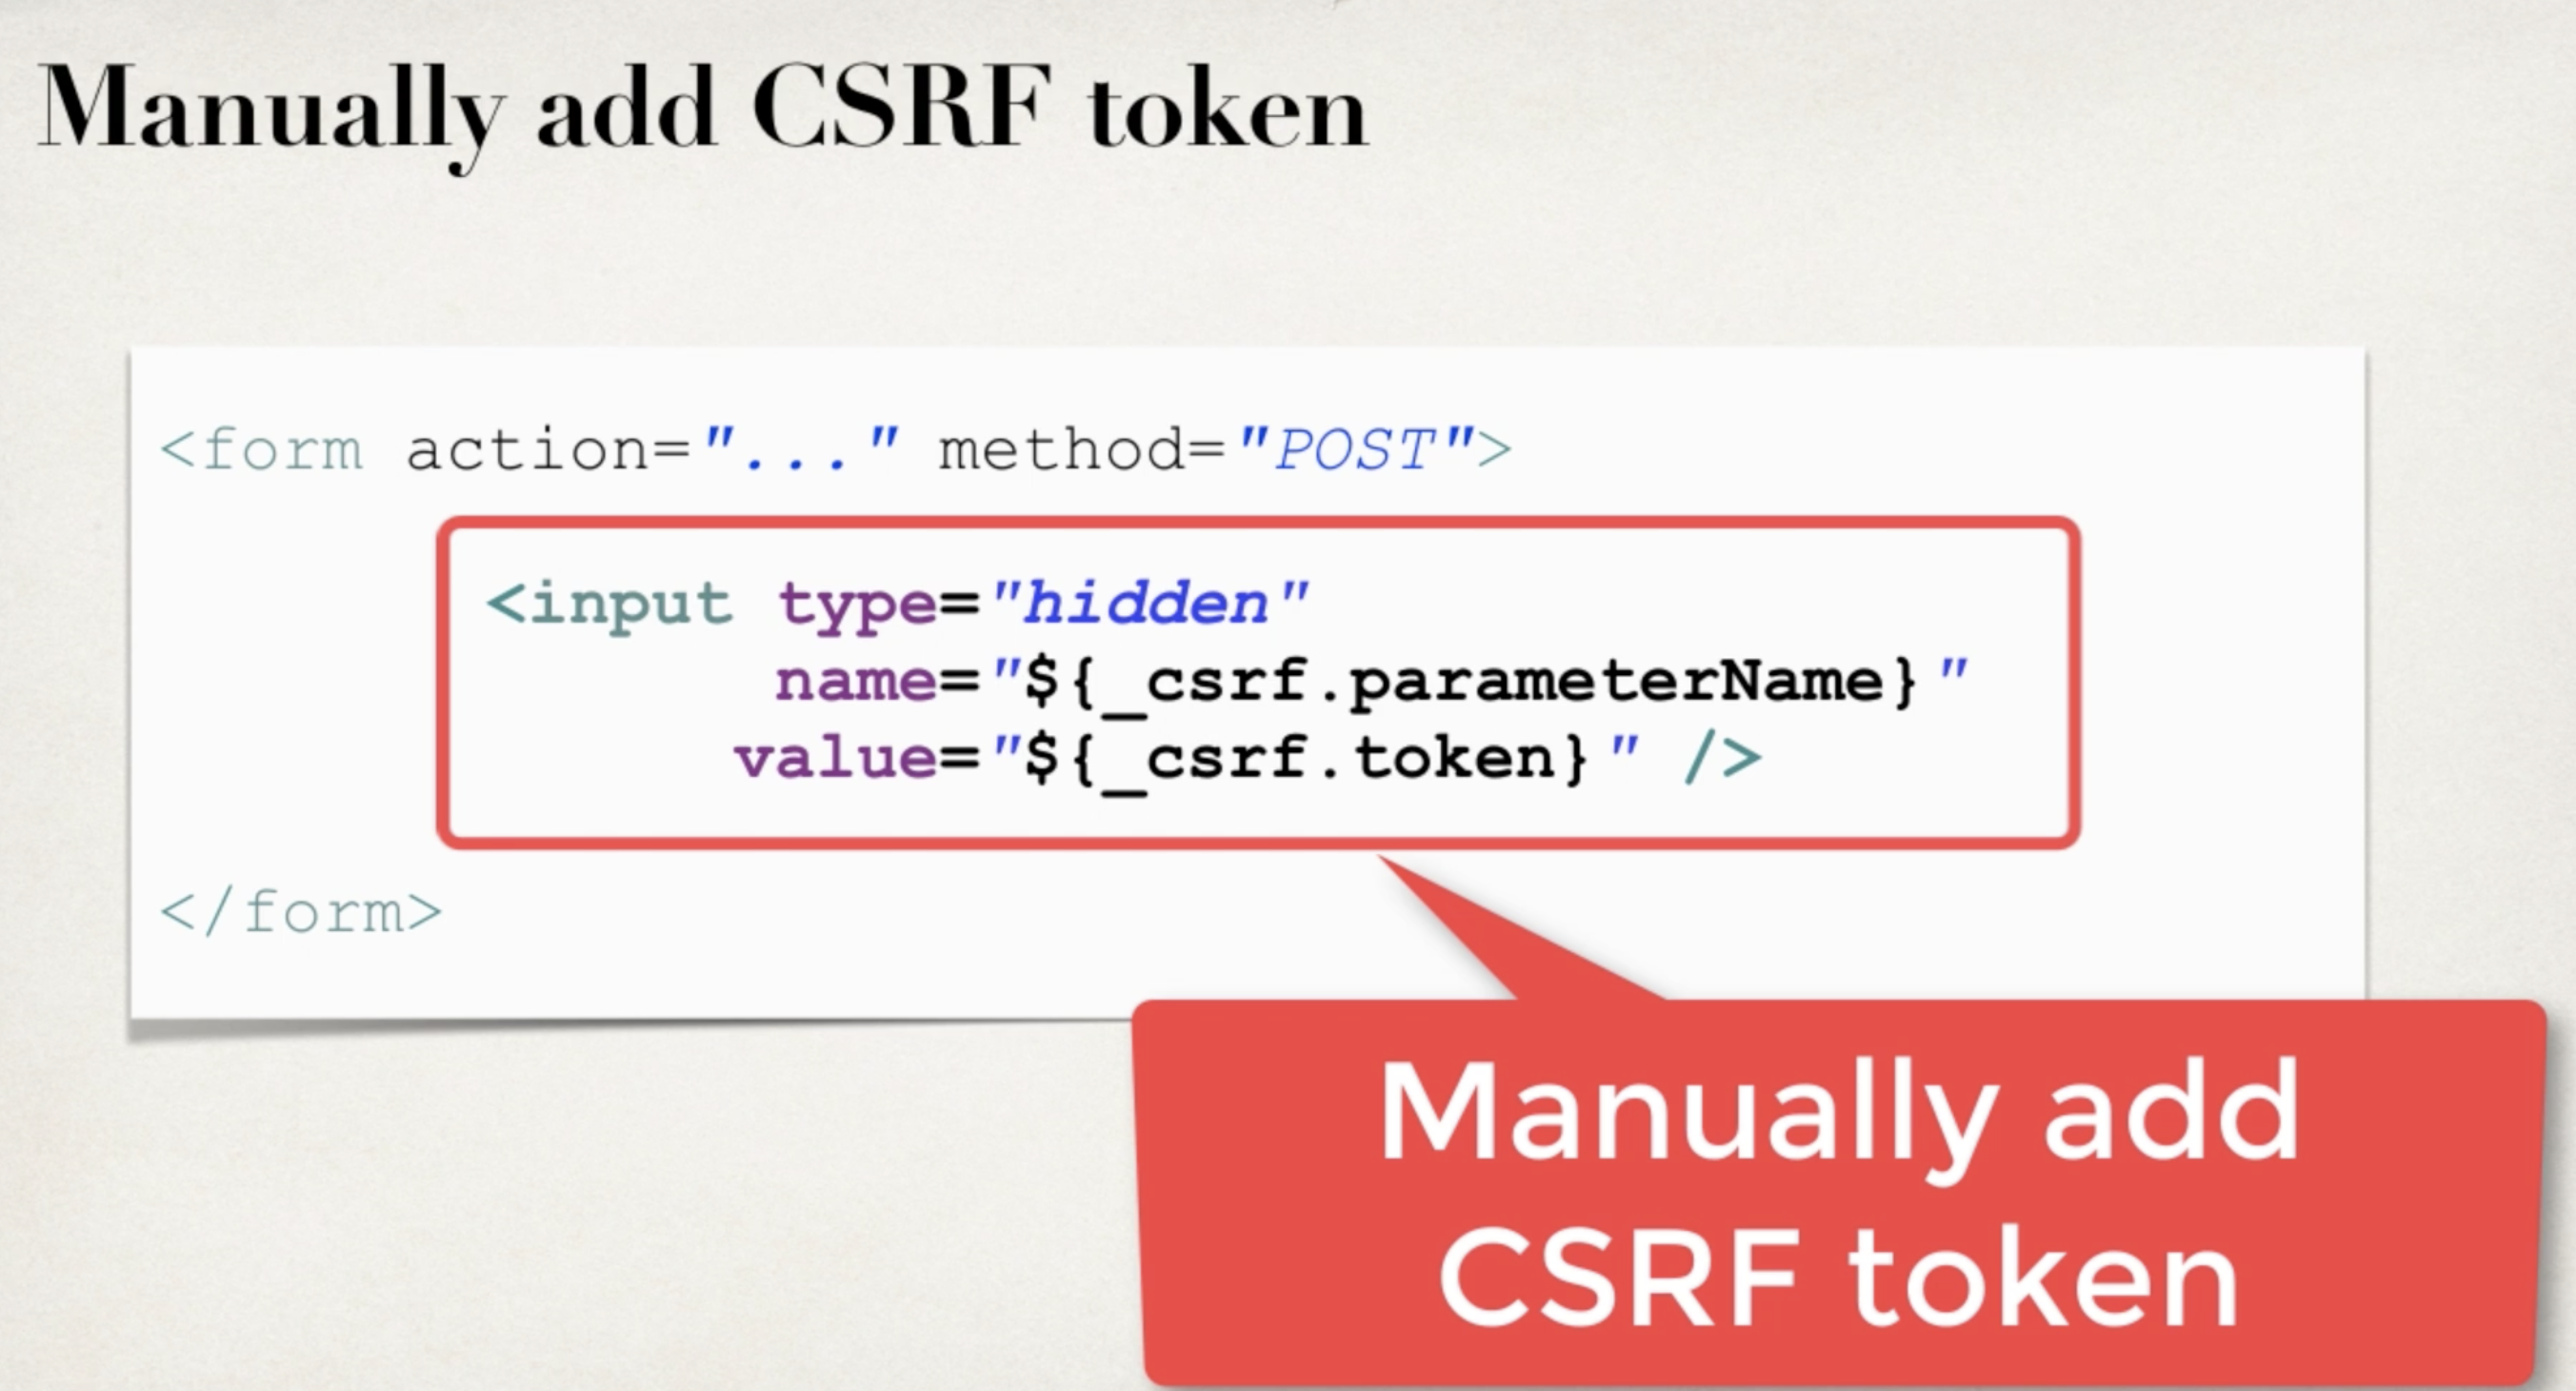 Manually add CSRF token
<form action="..." method="POST">
<input type="hidden"
name="${_csrf.parameterName}"
value="${_csrf.token}" />
</form>
Manually add
CSRF token